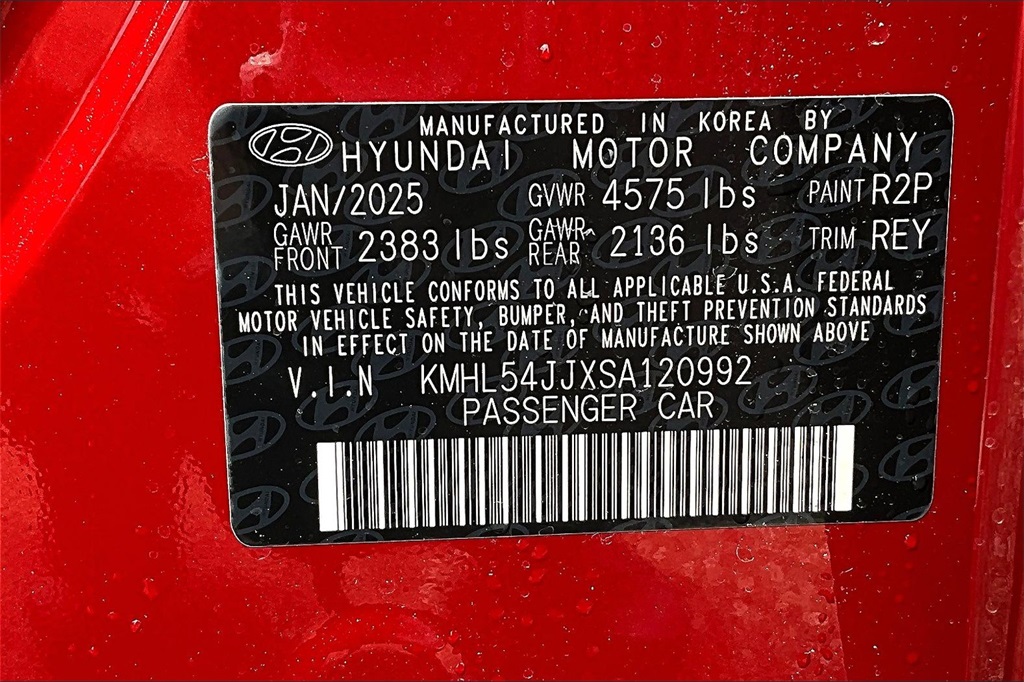 MANUFACTURED IN KOREA BY
HYUNDAI MOTOR COMPANY
JAN/2025 GVWR 4575 lbs PAINT R2P
GAWR FRONT 2383 lbs GAWR REAR 2136 lbs TRIM REY
THIS VEHICLE CONFORMS TO ALL APPLICABLE U.S.A. FEDERAL
MOTOR VEHICLE SAFETY, BUMPER, AND THEFT PREVENTION STANDARDS
IN EFFECT ON THE DATE OF MANUFACTURE SHOWN ABOVE
V.I.N KMHL54JJXSA120992
PASSENGER CAR